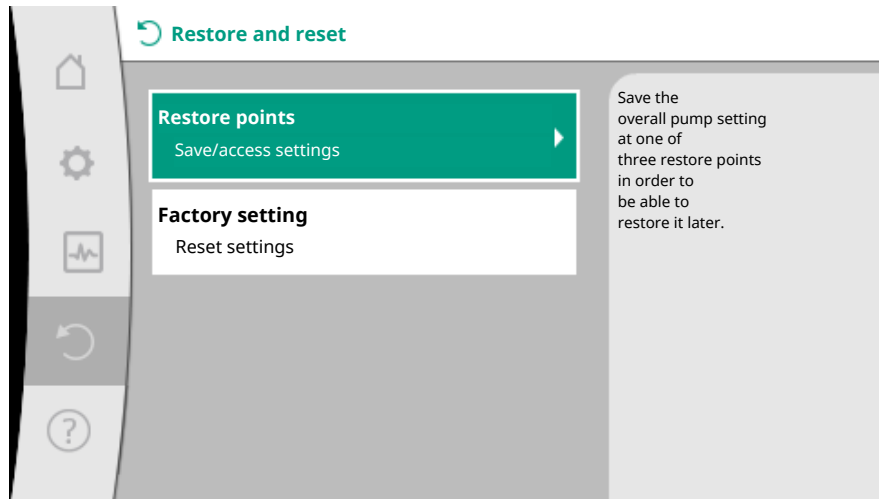 Restore and reset
Restore points
Save/access settings
Factory setting
Reset settings
Save the
overall pump setting
at one of
three restore points
in order to
be able to
restore it later.
?